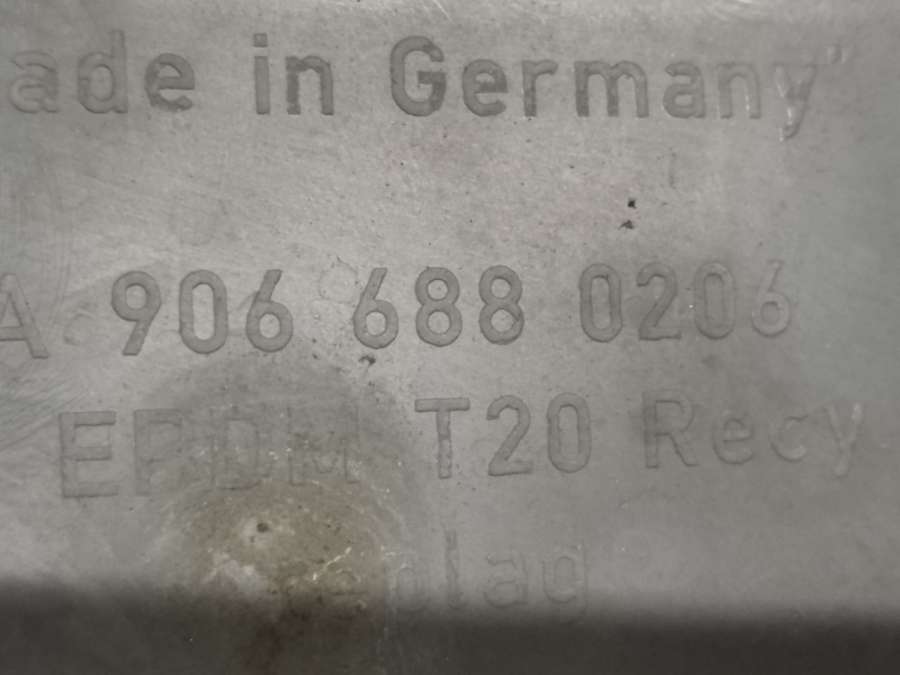 ade in Germany"
A 906 688 0206
EPDM T20 Recy